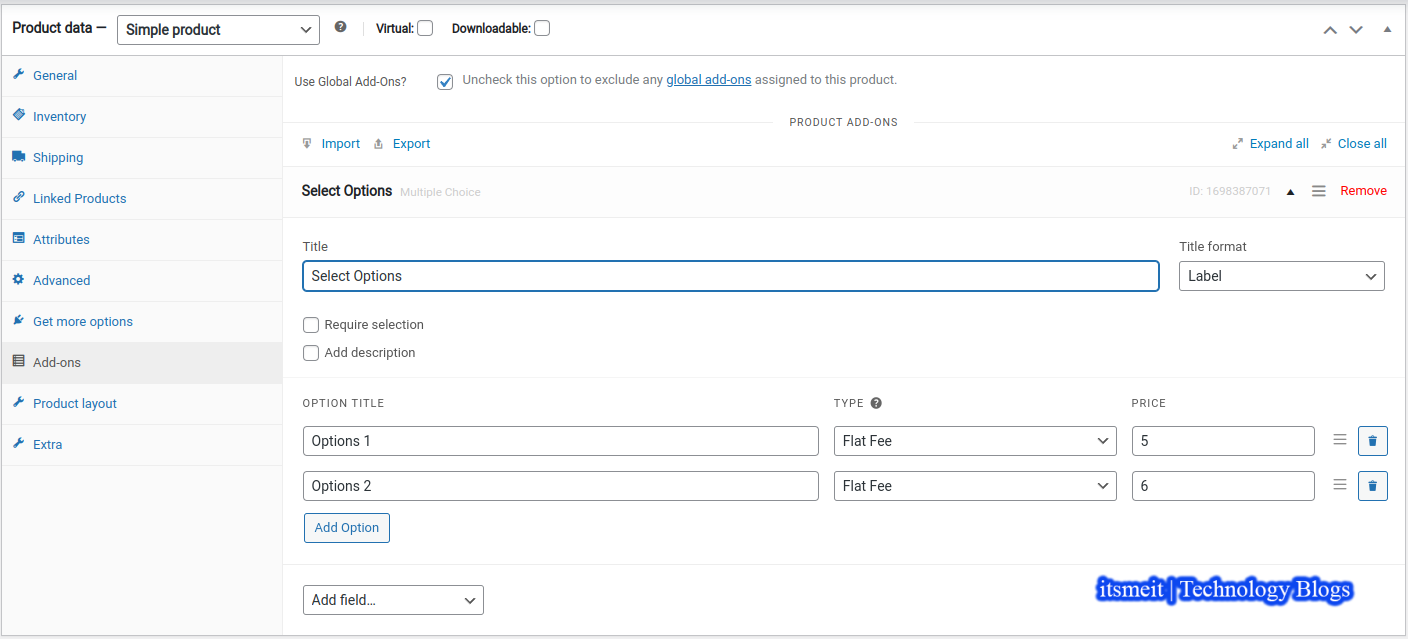 Product data — Simple product Virtual: Downloadable:
General
Inventory
Shipping
Linked Products
Attributes
Advanced
Get more options
Add-ons
Product layout
Extra
Use Global Add-Ons? Uncheck this option to exclude any global add-ons assigned to this product.
PRODUCT ADD-ONS
Import Export Expand all Close all
Select Options Multiple Choice ID: 1698387071 Remove
Title Title format
Select Options Label
Require selection
Add description
OPTION TITLE TYPE ? PRICE
Options 1 Flat Fee 5
Options 2 Flat Fee 6
Add Option
Add field...
itsmeit | Technology Blogs